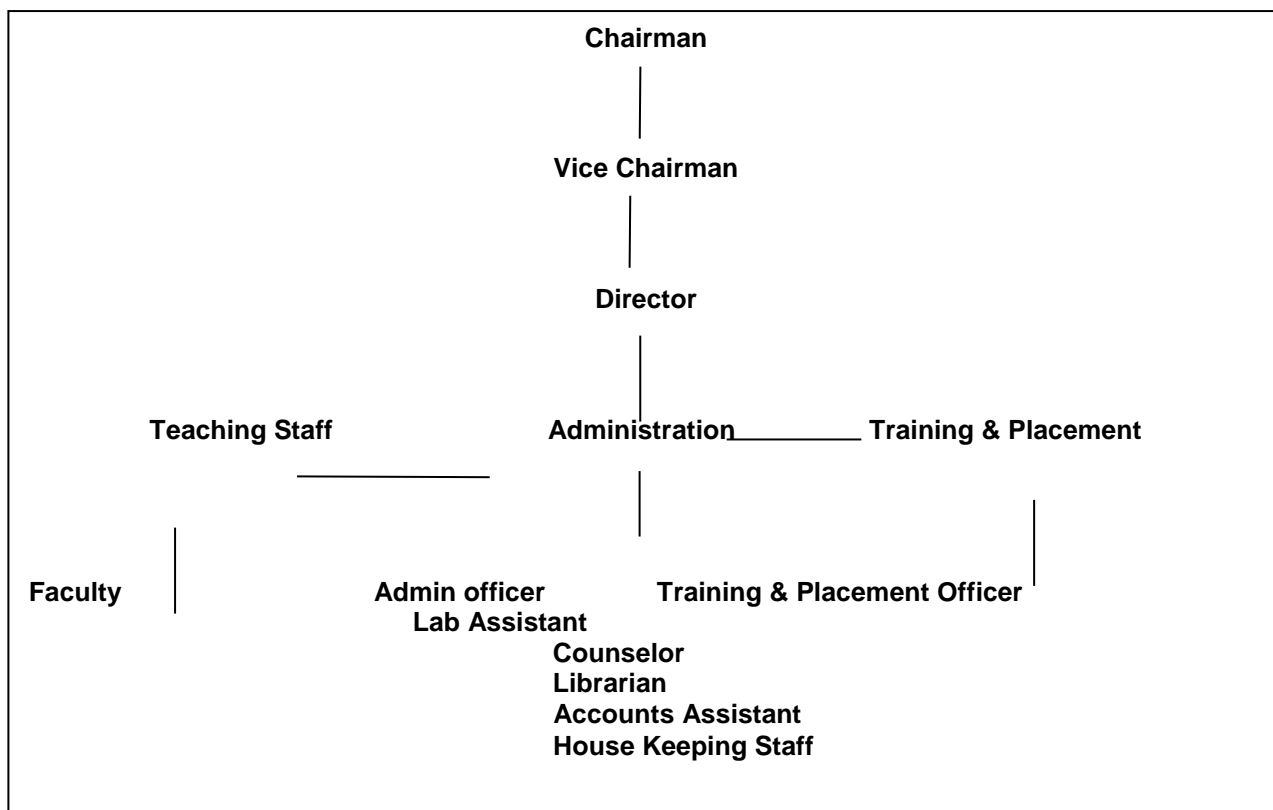 Chairman
Vice Chairman
Director
Teaching Staff Administration Training & Placement
Faculty Admin officer Training & Placement Officer
Lab Assistant
Counselor
Librarian
Accounts Assistant
House Keeping Staff